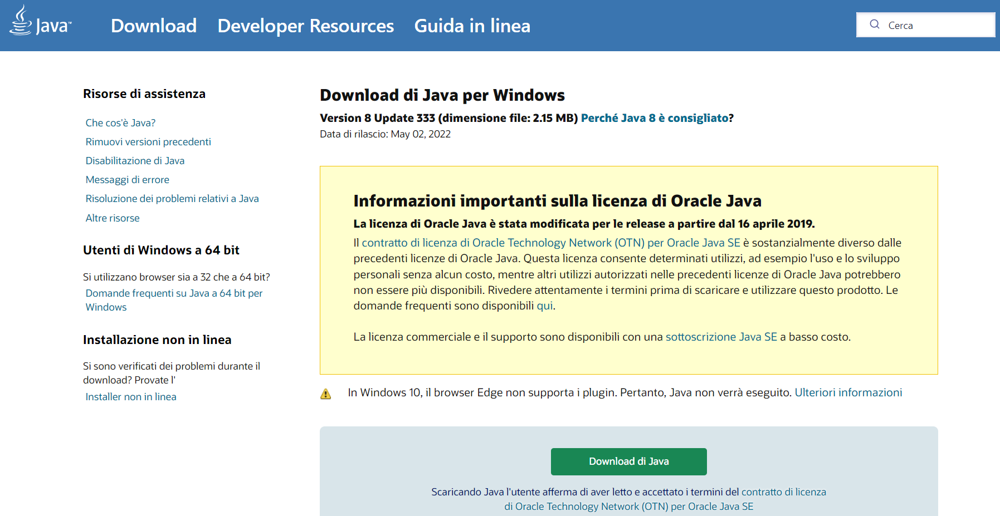 Java™
Download
Developer Resources
Guida in linea
Cerca
Risorse di assistenza
Che cos'è Java?
Rimuovi versioni precedenti
Disabilitazione di Java
Messaggi di errore
Risoluzione dei problemi relativi a Java
Altre risorse
Utenti di Windows a 64 bit
Si utilizzano browser sia a 32 che a 64 bit?
Domande frequenti su Java a 64 bit per
Windows
Installazione non in linea
Si sono verificati dei problemi durante il
download? Provate l'
Installer non in linea
Download di Java per Windows
Version 8 Update 333 (dimensione file: 2.15 MB) Perché Java 8 è consigliato?
Data di rilascio: May 02, 2022
Informazioni importanti sulla licenza di Oracle Java
La licenza di Oracle Java è stata modificata per le release a partire dal 16 aprile 2019.
Il contratto di licenza di Oracle Technology Network (OTN) per Oracle Java SE è sostanzialmente diverso dalle
precedenti licenze di Oracle Java. Questa licenza consente determinati utilizzi, ad esempio l'uso e lo sviluppo
personali senza alcun costo, mentre altri utilizzi autorizzati nelle precedenti licenze di Oracle Java potrebbero
non essere più disponibili. Rivedere attentamente i termini prima di scaricare e utilizzare questo prodotto. Le
domande frequenti sono disponibili qui.
La licenza commerciale e il supporto sono disponibili con una sottoscrizione Java SE a basso costo.
In Windows 10, il browser Edge non supporta i plugin. Pertanto, Java non verrà eseguito. Ulteriori informazioni
Download di Java
Scaricando Java l'utente afferma di aver letto e accettato i termini del contratto di licenza
di Oracle Technology Network (OTN) per Oracle Java SE